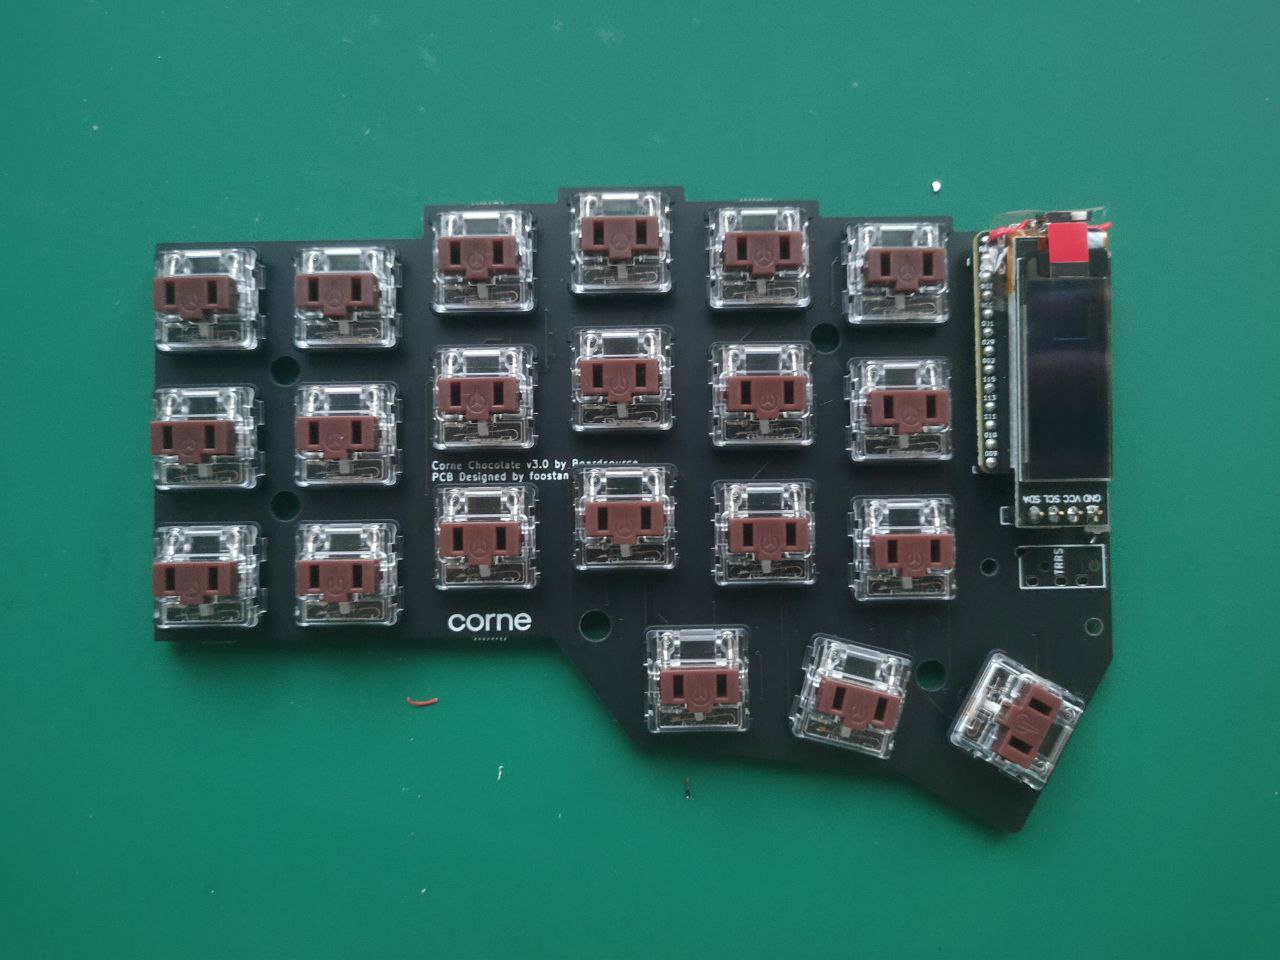 Corne Chocolate v3.0 by Boardsource
PCB Designed by foostan
GND VCC SCL SDA
TRRS
corne